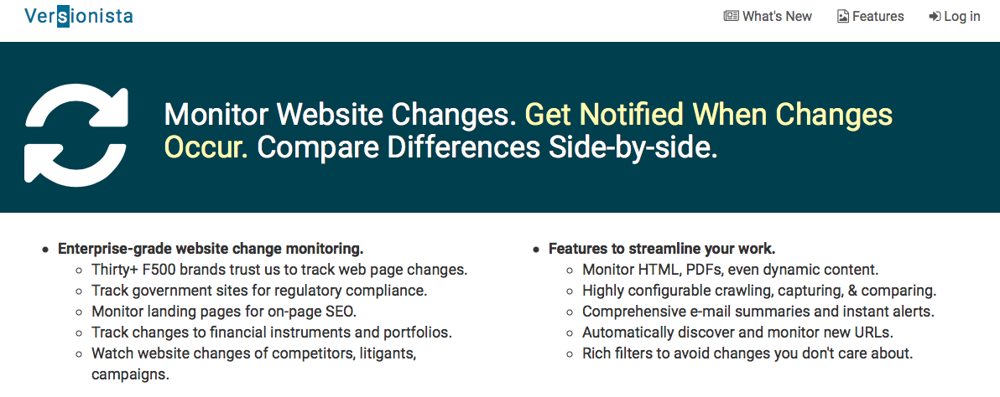 Versionista
What's New
Features
Log in
Monitor Website Changes. Get Notified When Changes
Occur. Compare Differences Side-by-side.
Enterprise-grade website change monitoring.
Thirty+ F500 brands trust us to track web page changes.
Track government sites for regulatory compliance.
Monitor landing pages for on-page SEO.
Track changes to financial instruments and portfolios.
Watch website changes of competitors, litigants,
campaigns.
Features to streamline your work.
Monitor HTML, PDFs, even dynamic content.
Highly configurable crawling, capturing, & comparing.
Comprehensive e-mail summaries and instant alerts.
Automatically discover and monitor new URLs.
Rich filters to avoid changes you don't care about.